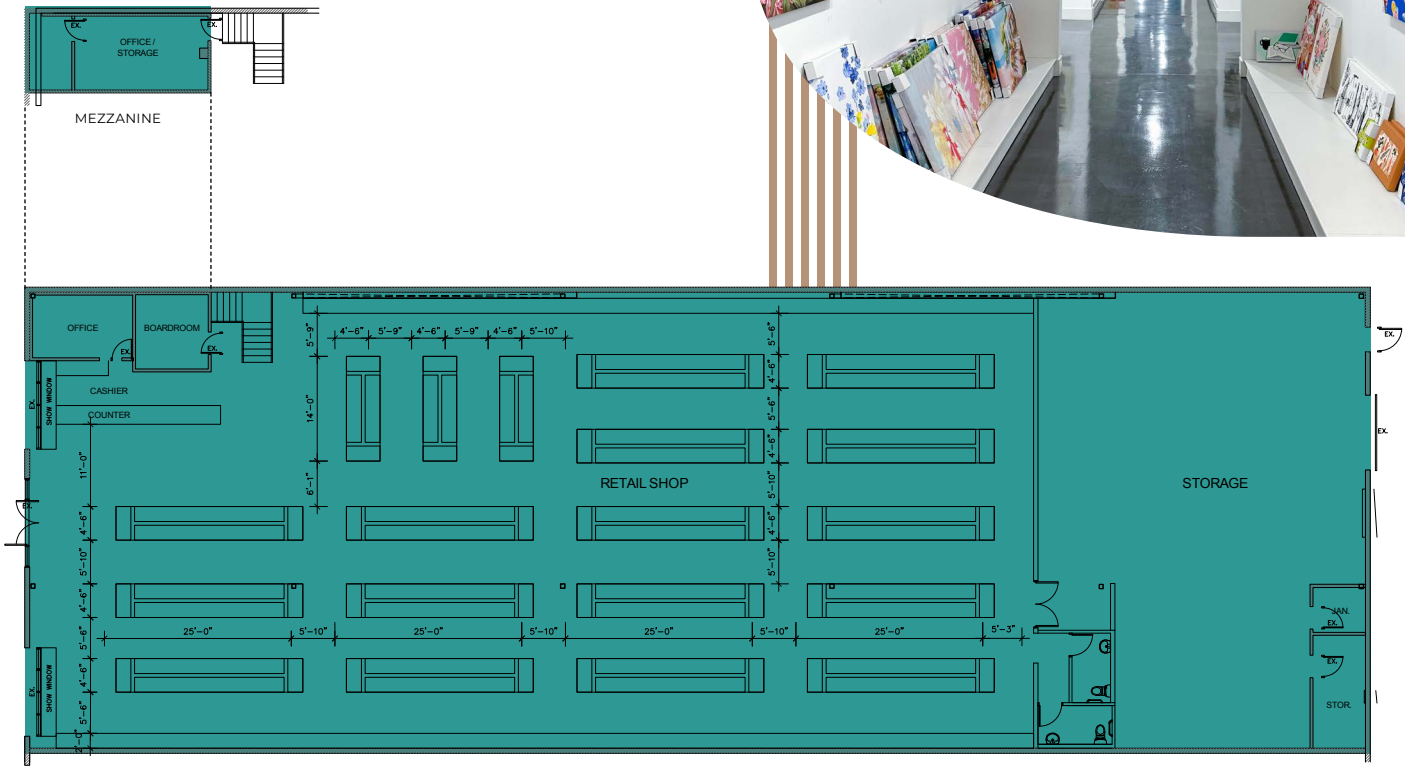 EX.
EX.
OFFICE /
STORAGE
MEZZANINE
OFFICE
BOARDROOM
EX.
EX.
EX.
5'-9"
4'-6"
5'-9"
4'-6"
5'-9"
4'-6"
5'-10"
5'-6"
4'-6"
CASHIER
COUNTER
EX.
SHOW WINDOW
14'-0"
5'-6"
4'-6"
EX.
11'-0"
6'-1"
RETAIL SHOP
5'-10"
STORAGE
EX.
4'-6"
4'-6"
5'-10"
5'-10"
4'-6"
JAN.
EX.
25'-0"
5'-10"
25'-0"
5'-10"
25'-0"
5'-10"
25'-0"
5'-3"
5'-6"
4'-6"
EX.
EX.
SHOW WINDOW
STOR.
5'-6"
2'-0"